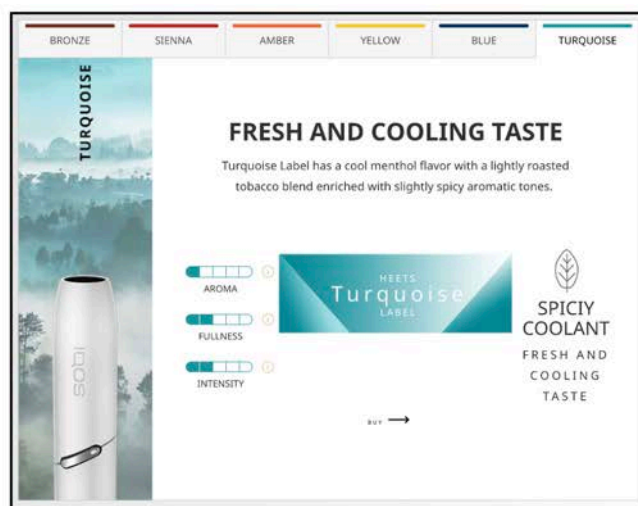 BRONZE
SIENNA
AMBER
YELLOW
BLUE
TURQUOISE
TURQUOISE
FRESH AND COOLING TASTE
Turquoise Label has a cool menthol flavor with a lightly roasted
tobacco blend enriched with slightly spicy aromatic tones.
AROMA
FULLNESS
INTENSITY
HEETS
Turquoise
LABEL
SPICIY
COOLANT
FRESH AND
COOLING
TASTE
BUY
IQOS